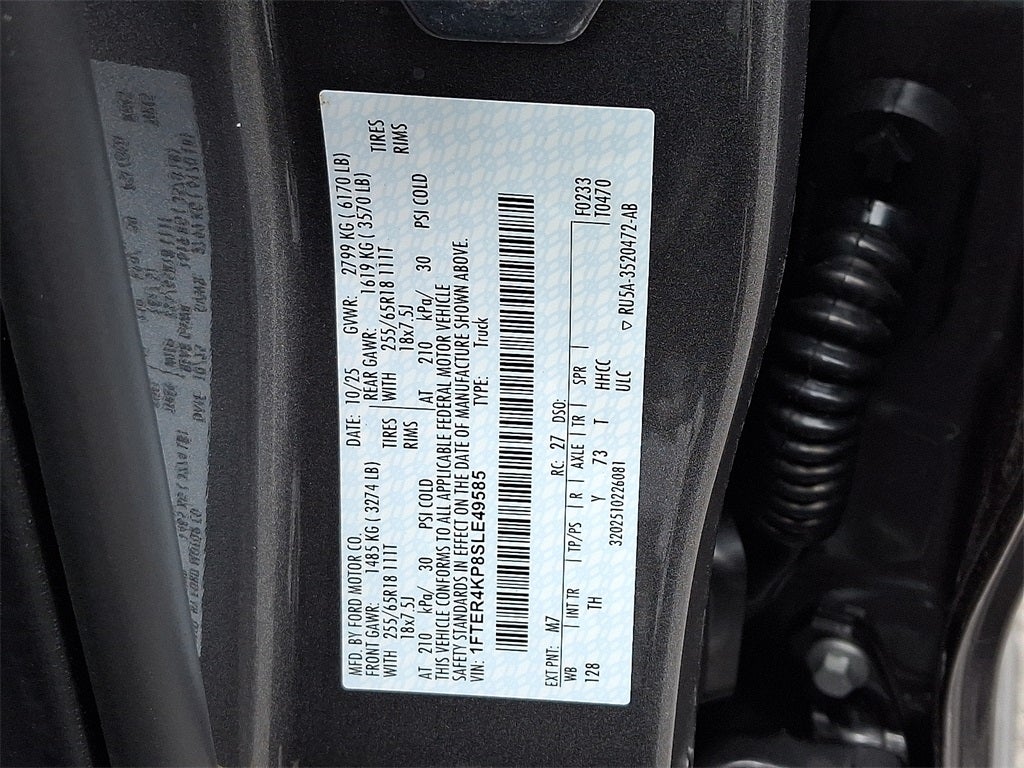 MFD. BY FORD MOTOR CO.
DATE: 10/25 GVWR: 2799 KG ( 6170 LB)
FRONT GAWR: 1485 KG ( 3274 LB) REAR GAWR: 1619 KG ( 3570 LB)
WITH 255/65R18 111T TIRES WITH 255/65R18 111T TIRES
18x7.5J RIMS 18x7.5J RIMS
AT 210 kPa/ 30 PSI COLD AT 210 kPa/ 30 PSI COLD
THIS VEHICLE CONFORMS TO ALL APPLICABLE FEDERAL MOTOR VEHICLE
SAFETY STANDARDS IN EFFECT ON THE DATE OF MANUFACTURE SHOWN ABOVE.
VIN: 1FTER4KP8SLE49585 TYPE: Truck
EXT PNT: M7 RC: 27 DSO: F0233
WB INT TR TP/PS R AXLE TR SPR T0470
128 TH Y 73 T HHCC
3202510226081 ULC
▽ RU5A-3520472-AB